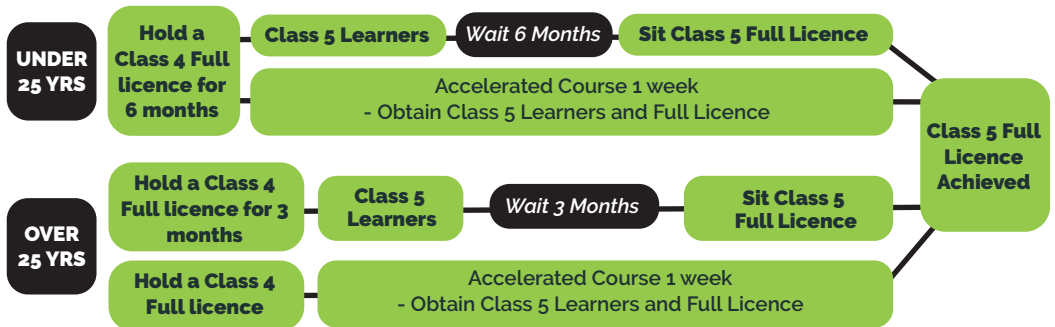 UNDER
25 YRS
Hold a
Class 4 Full
licence for
6 months
Class 5 Learners
Wait 6 Months
Sit Class 5 Full Licence
Accelerated Course 1 week
- Obtain Class 5 Learners and Full Licence
OVER
25 YRS
Hold a Class 4
Full licence for 3
months
Class 5
Learners
Wait 3 Months
Sit Class 5
Full Licence
Hold a Class 4
Full licence
Accelerated Course 1 week
- Obtain Class 5 Learners and Full Licence
Class 5 Full
Licence
Achieved